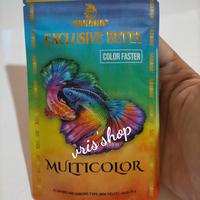 EXCLUSIVE BETTA
COLOR FASTER
vris'shop
MULTICOLOR